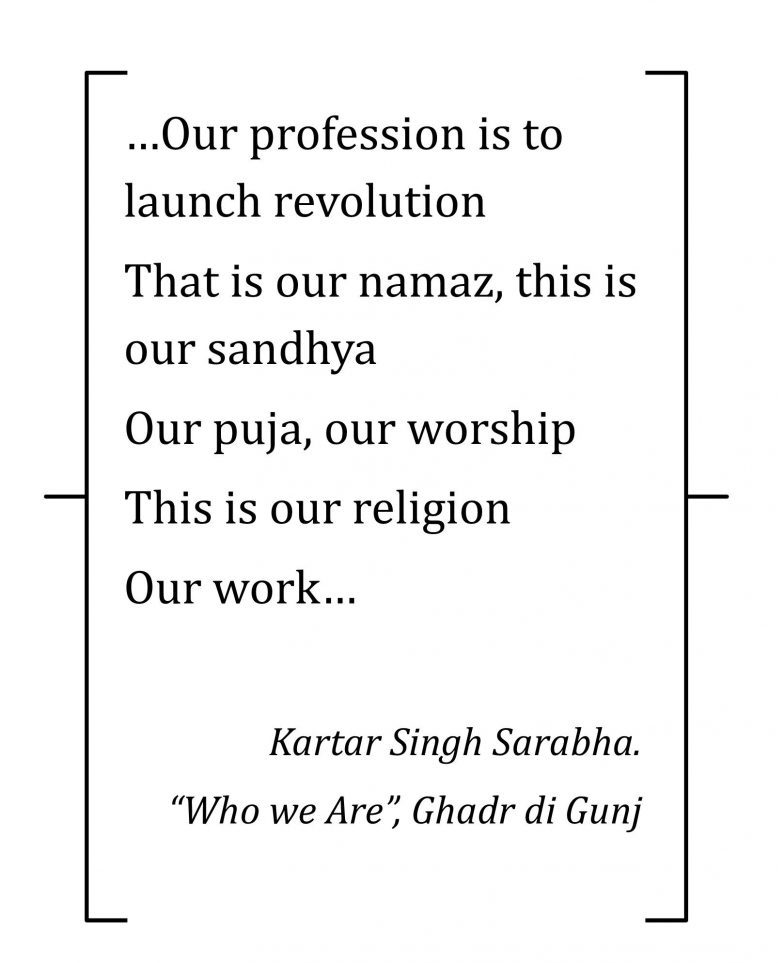 …Our profession is to
launch revolution
That is our namaz, this is
our sandhya
Our puja, our worship
This is our religion
Our work…
Kartar Singh Sarabha.
“Who we Are”, Ghadr di Gunj